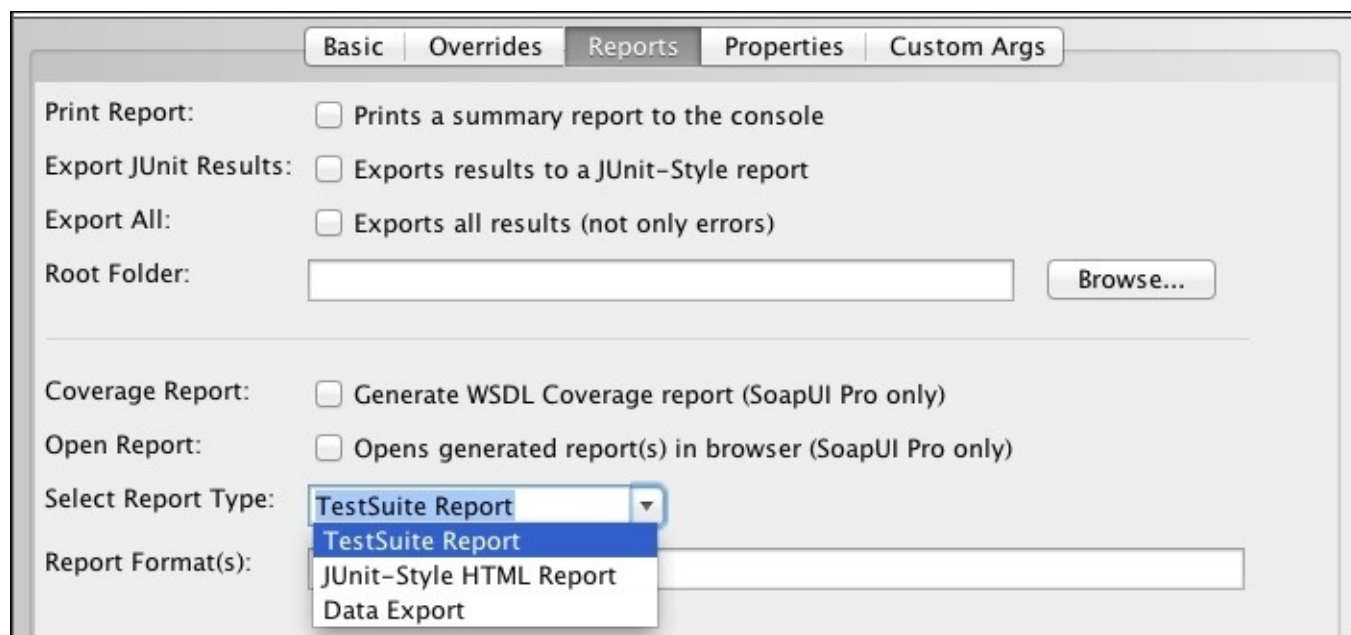 Basic Overrides Reports Properties Custom Args
Print Report: Prints a summary report to the console
Export JUnit Results: Exports results to a JUnit-Style report
Export All: Exports all results (not only errors)
Root Folder: Browse...
Coverage Report: Generate WSDL Coverage report (SoapUI Pro only)
Open Report: Opens generated report(s) in browser (SoapUI Pro only)
Select Report Type: TestSuite Report
TestSuite Report
Report Format(s): JUnit-Style HTML Report
Data Export